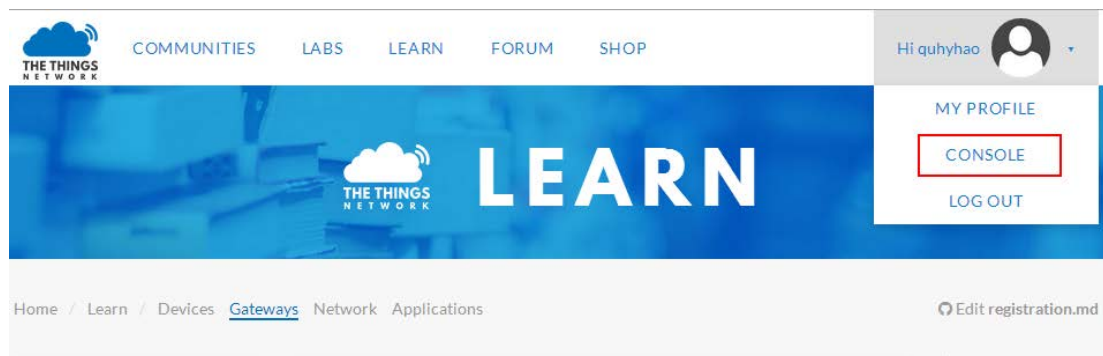 THE THINGS
NETWORK
COMMUNITIES LABS LEARN FORUM SHOP
Hi quhyhao
MY PROFILE
CONSOLE
LOG OUT
THE THINGS
NETWORK
LEARN
Home / Learn / Devices Gateways Network Applications
Edit registration.md